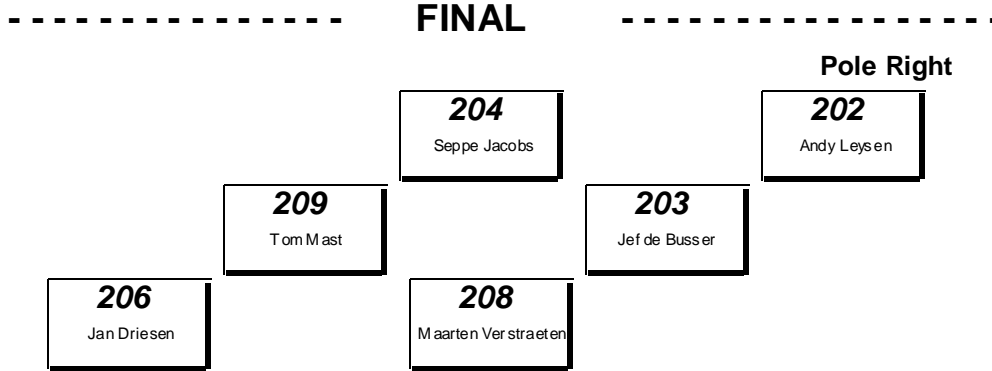 FINAL
Pole Right
204 202
Seppe Jacobs Andy Leysen
209 203
Tom Mast Jef de Busser
206 208
Jan Driesen Maarten Verstraeten